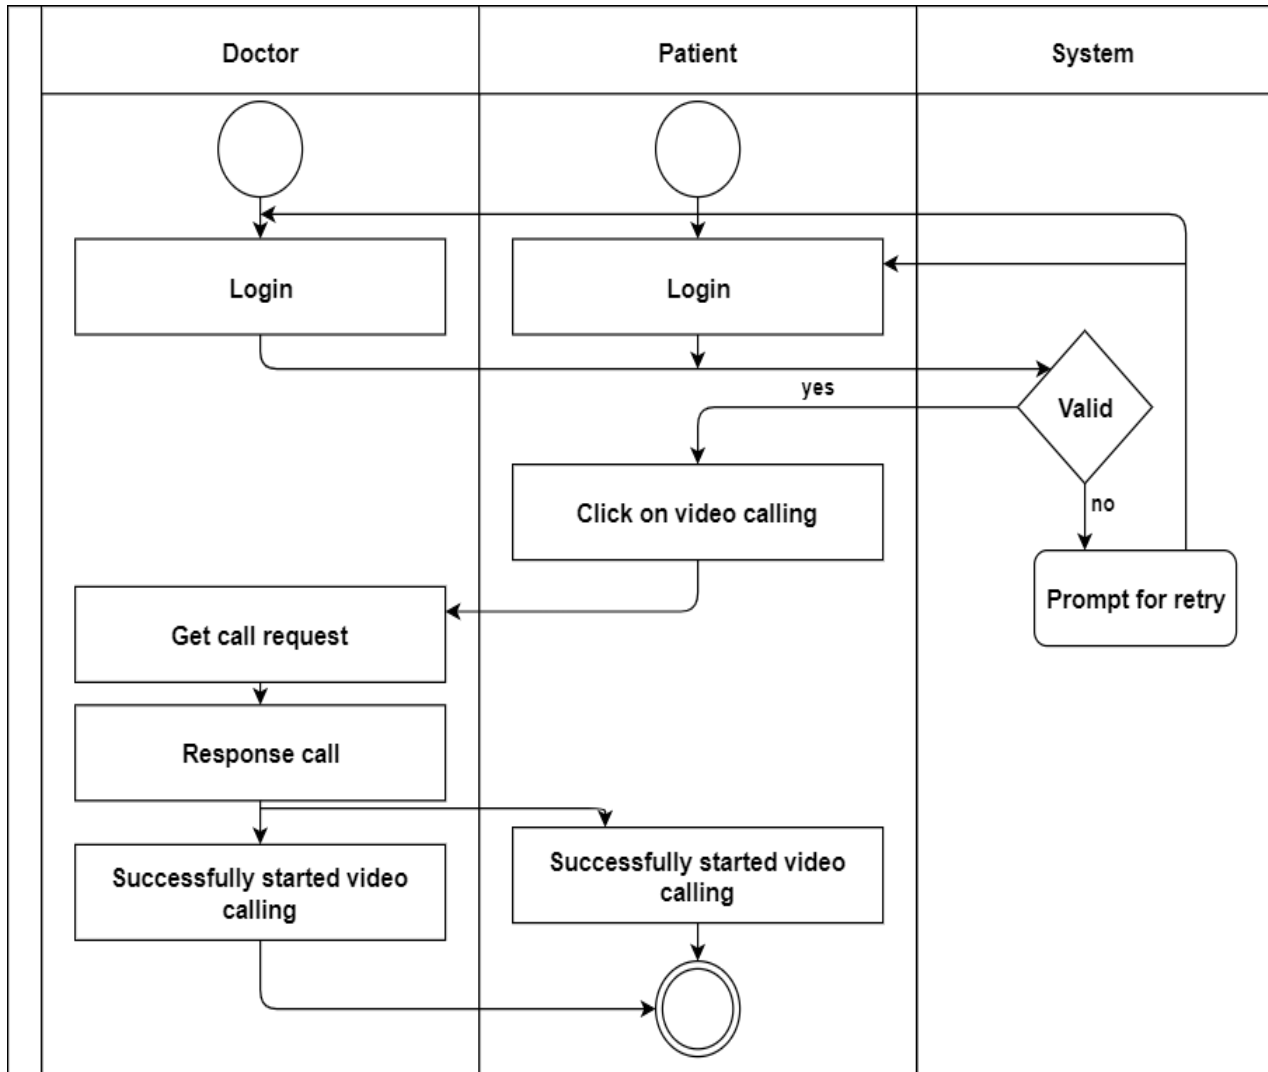 Doctor
Patient
System
Login
Login
Valid
yes
no
Click on video calling
Prompt for retry
Get call request
Response call
Successfully started video
calling
Successfully started video
calling